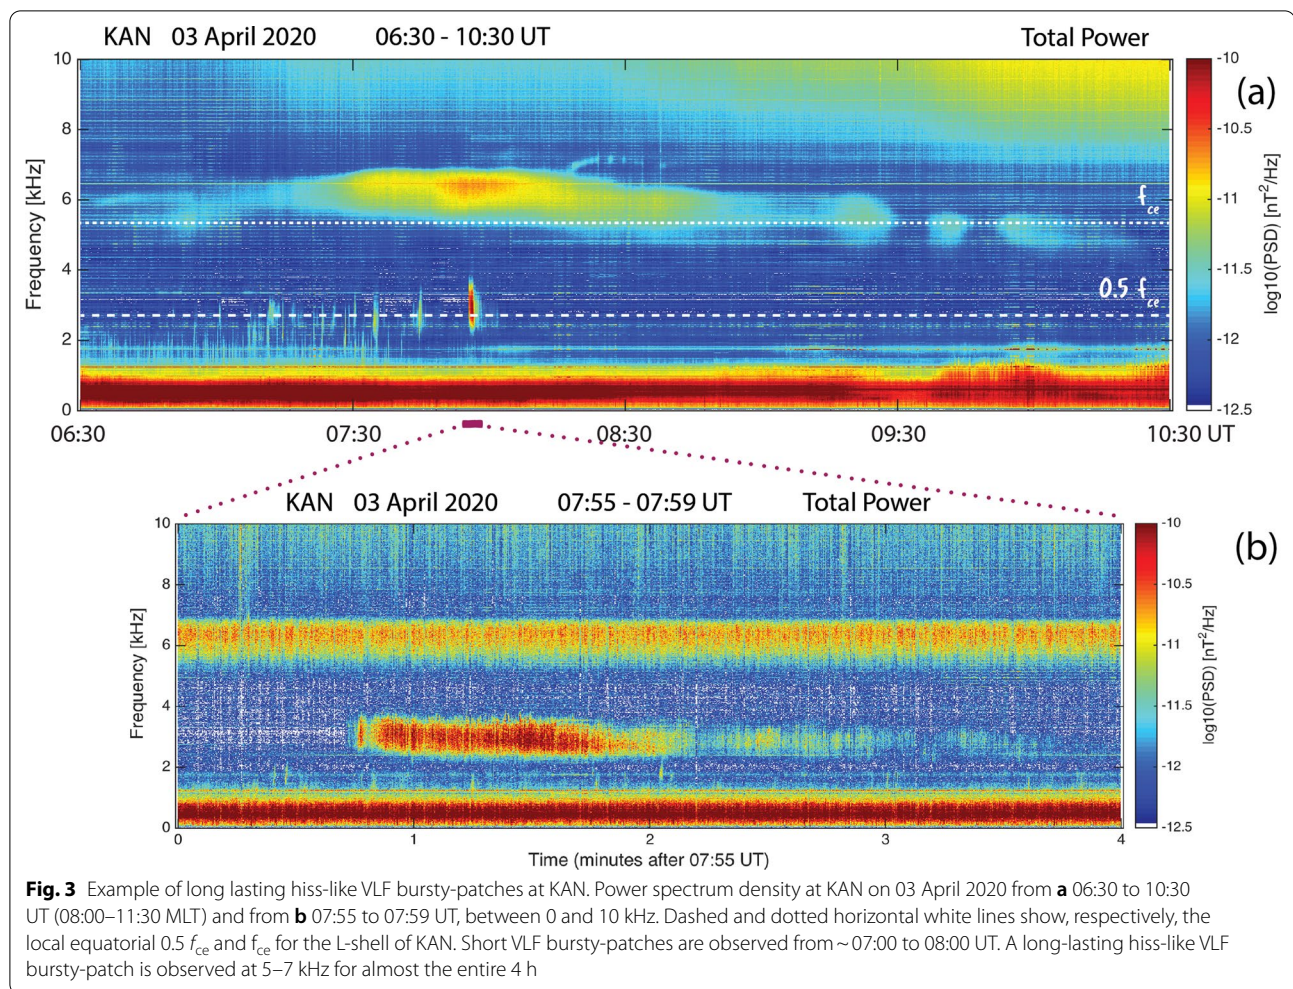 KAN 03 April 2020 06:30 - 10:30 UT Total Power
(a)
10
8
6
4
2
0
Frequency [kHz]
f_ce
0.5 f_ce
-10
-10.5
-11
-11.5
-12
-12.5
log10(PSD) [nT²/Hz]
06:30 07:30 08:30 09:30 10:30 UT
KAN 03 April 2020 07:55 - 07:59 UT Total Power
(b)
10
8
6
4
2
0
Frequency [kHz]
-10
-10.5
-11
-11.5
-12
-12.5
log10(PSD) [nT²/Hz]
0 1 2 3 4
Time (minutes after 07:55 UT)
Fig. 3 Example of long lasting hiss-like VLF bursty-patches at KAN. Power spectrum density at KAN on 03 April 2020 from a 06:30 to 10:30
UT (08:00–11:30 MLT) and from b 07:55 to 07:59 UT, between 0 and 10 kHz. Dashed and dotted horizontal white lines show, respectively, the
local equatorial 0.5 f_ce and f_ce for the L-shell of KAN. Short VLF bursty-patches are observed from ~ 07:00 to 08:00 UT. A long-lasting hiss-like VLF
bursty-patch is observed at 5–7 kHz for almost the entire 4 h